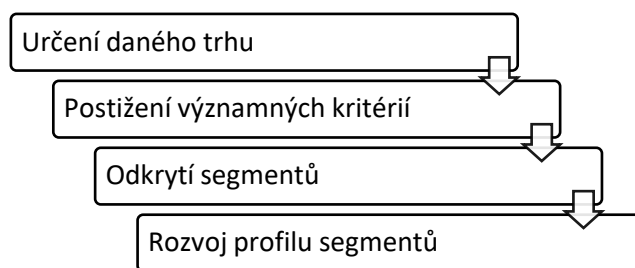 Určení daného trhu
Postižení významných kritérií
Odkrytí segmentů
Rozvoj profilu segmentů